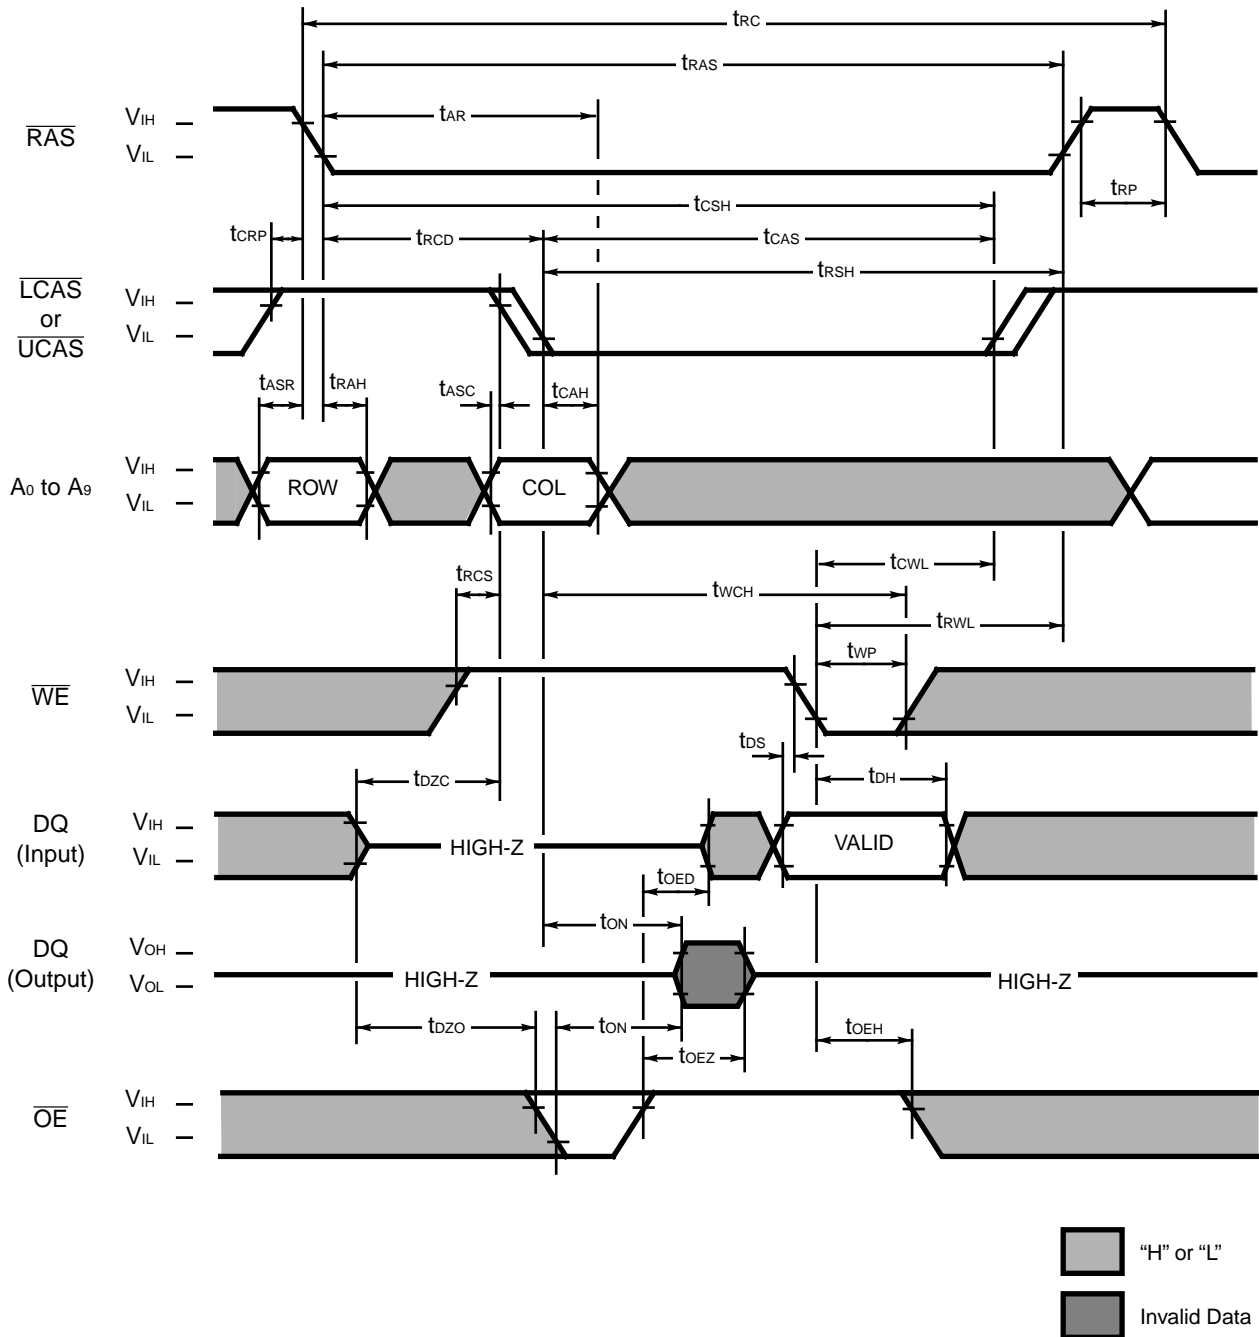 tRC
tRAS
tAR
RAS
VIH
VIL
tRP
tCSH
tCRP
tRCD
tCAS
tRSH
LCAS
or
UCAS
VIH
VIL
tASR
tRAH
tASC
tCAH
A0 to A9
VIH
VIL
ROW
COL
tCWL
tRCS
tWCH
tRWL
tWP
WE
VIH
VIL
tDS
tDZC
tDH
DQ
(Input)
VIH
VIL
HIGH-Z
VALID
tOED
tON
DQ
(Output)
VOH
VOL
HIGH-Z
HIGH-Z
tDZO
tON
tOEZ
tOEH
OE
VIH
VIL
“H” or “L”
Invalid Data